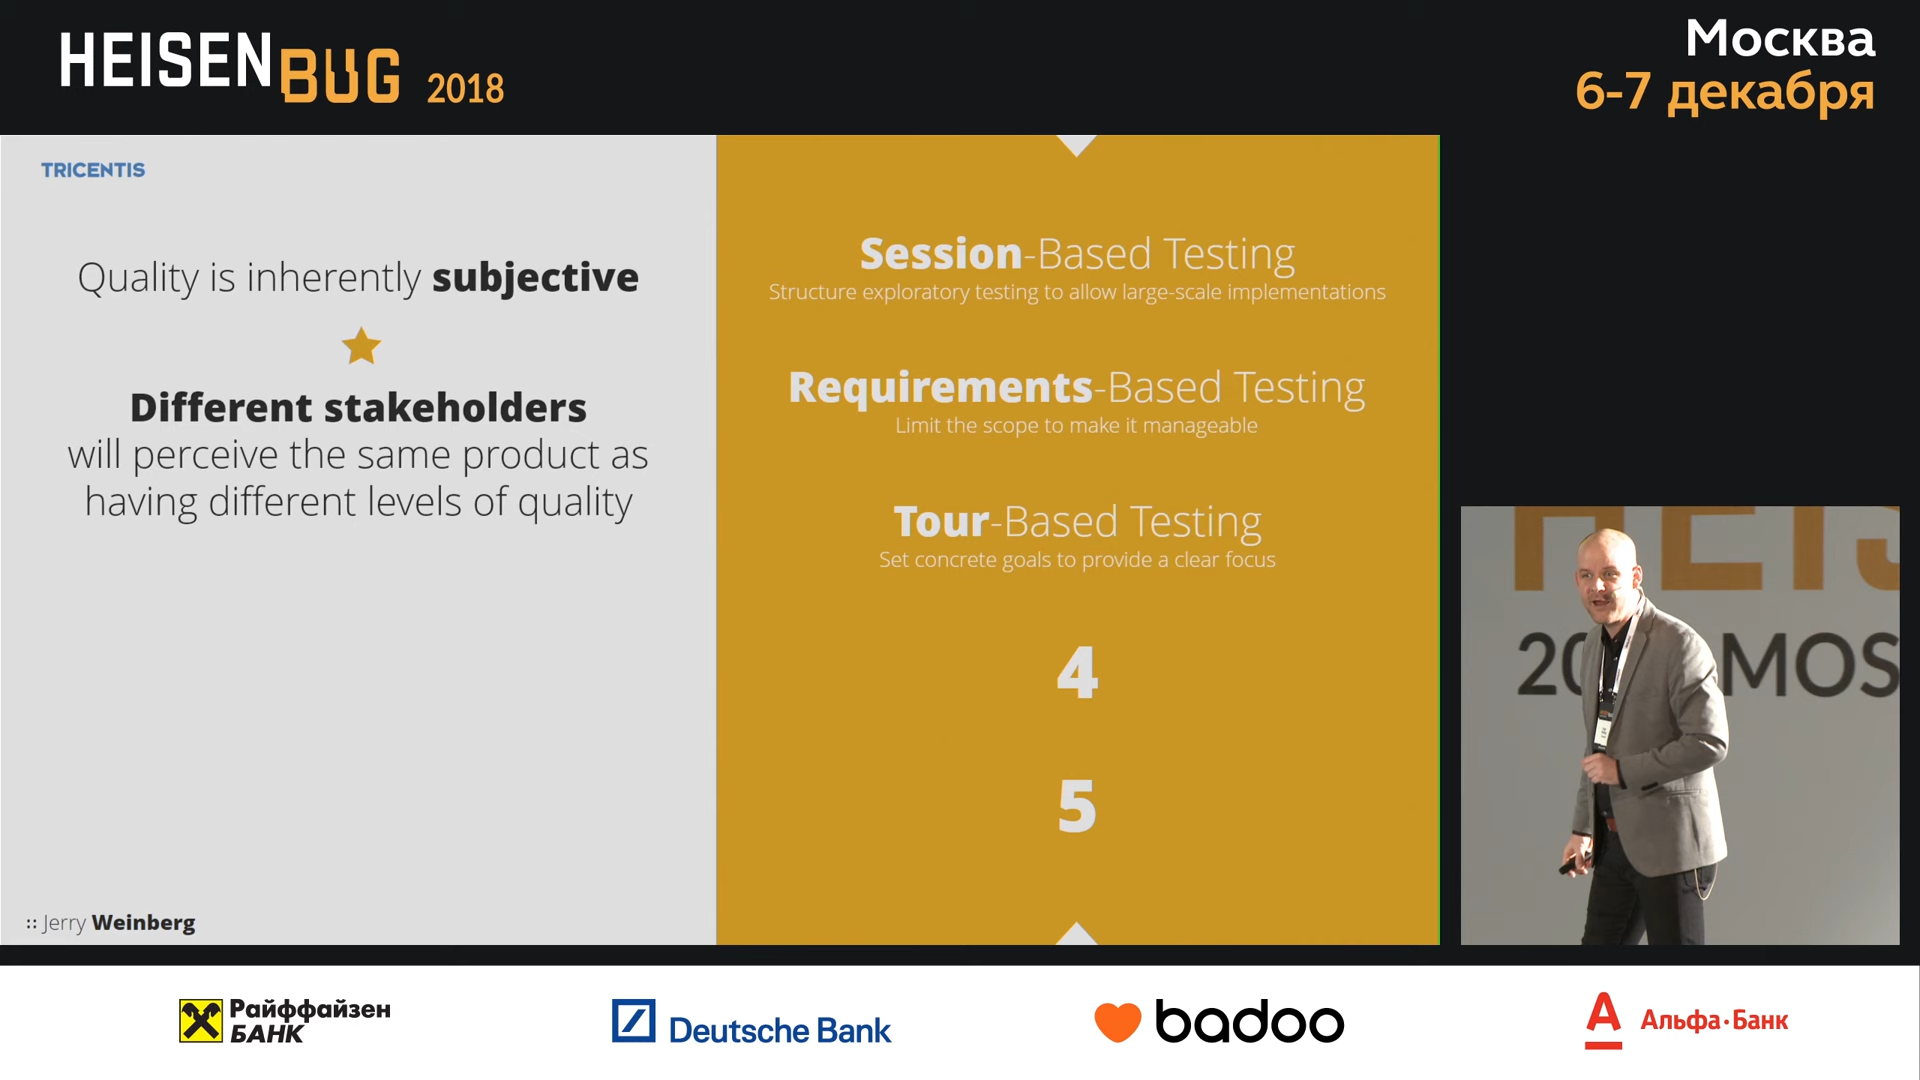 HEISENBUG 2018
Москва
6-7 декабря
TRICENTIS
Quality is inherently subjective
Different stakeholders
will perceive the same product as
having different levels of quality
:: Jerry Weinberg
Session-Based Testing
Structure exploratory testing to allow large-scale implementations
Requirements-Based Testing
Limit the scope to make it manageable
Tour-Based Testing
Set concrete goals to provide a clear focus
4
5
HEIS
20 MOS
Райффайзен
БАНК
Deutsche Bank
badoo
А
Альфа·Банк